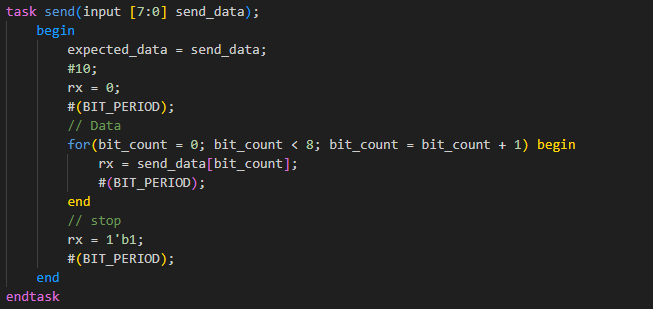 task send(input [7:0] send_data);
    begin
        expected_data = send_data;
        #10;
        rx = 0;
        #(BIT_PERIOD);
        // Data
        for(bit_count = 0; bit_count < 8; bit_count = bit_count + 1) begin
            rx = send_data[bit_count];
            #(BIT_PERIOD);
        end
        // stop
        rx = 1'b1;
        #(BIT_PERIOD);
    end
endtask